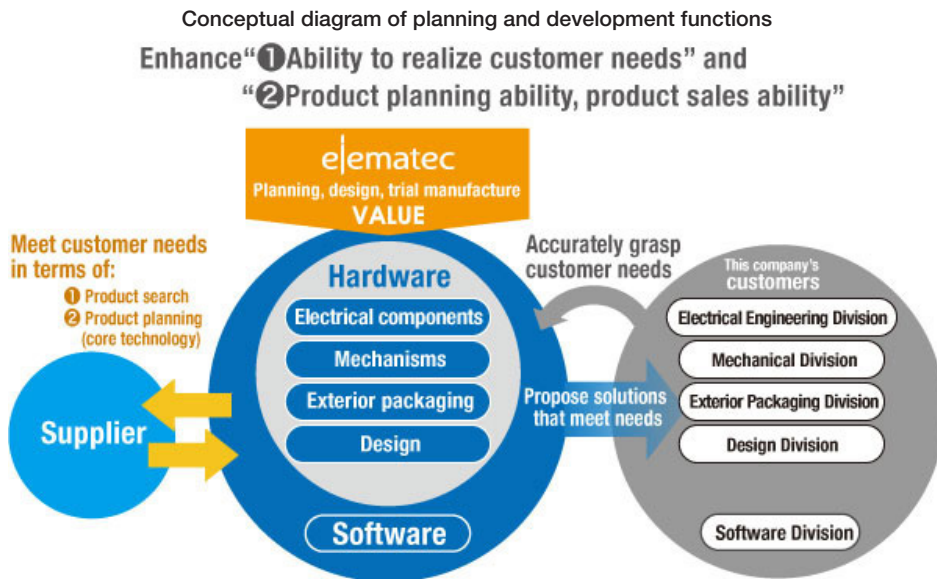 Conceptual diagram of planning and development functions
Enhance“❶Ability to realize customer needs” and
“❷Product planning ability, product sales ability”
elematec
Planning, design, trial manufacture
VALUE
Meet customer needs
in terms of:
❶ Product search
❷ Product planning
(core technology)
Supplier
Hardware
Electrical components
Mechanisms
Exterior packaging
Design
Software
Accurately grasp
customer needs
Propose solutions
that meet needs
This company's
customers
Electrical Engineering Division
Mechanical Division
Exterior Packaging Division
Design Division
Software Division